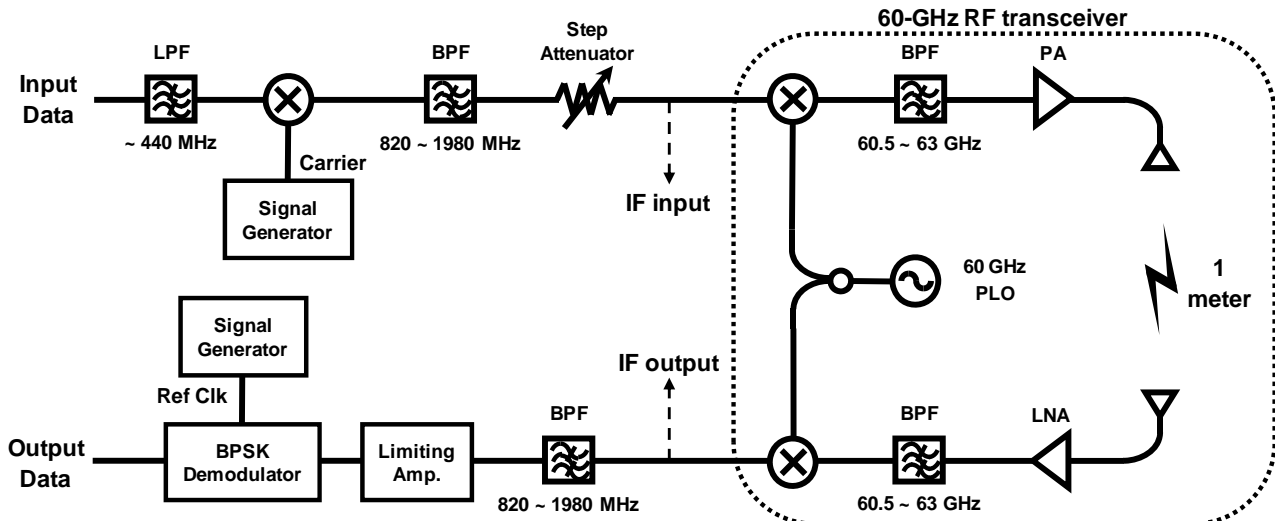 60-GHz RF transceiver
LPF
BPF
Step
Attenuator
BPF
PA
Input
Data
~ 440 MHz
820 ~ 1980 MHz
60.5 ~ 63 GHz
Carrier
Signal
Generator
IF input
60 GHz
PLO
1
meter
Signal
Generator
Ref Clk
IF output
BPF
BPF
LNA
Output
Data
BPSK
Demodulator
Limiting
Amp.
820 ~ 1980 MHz
60.5 ~ 63 GHz